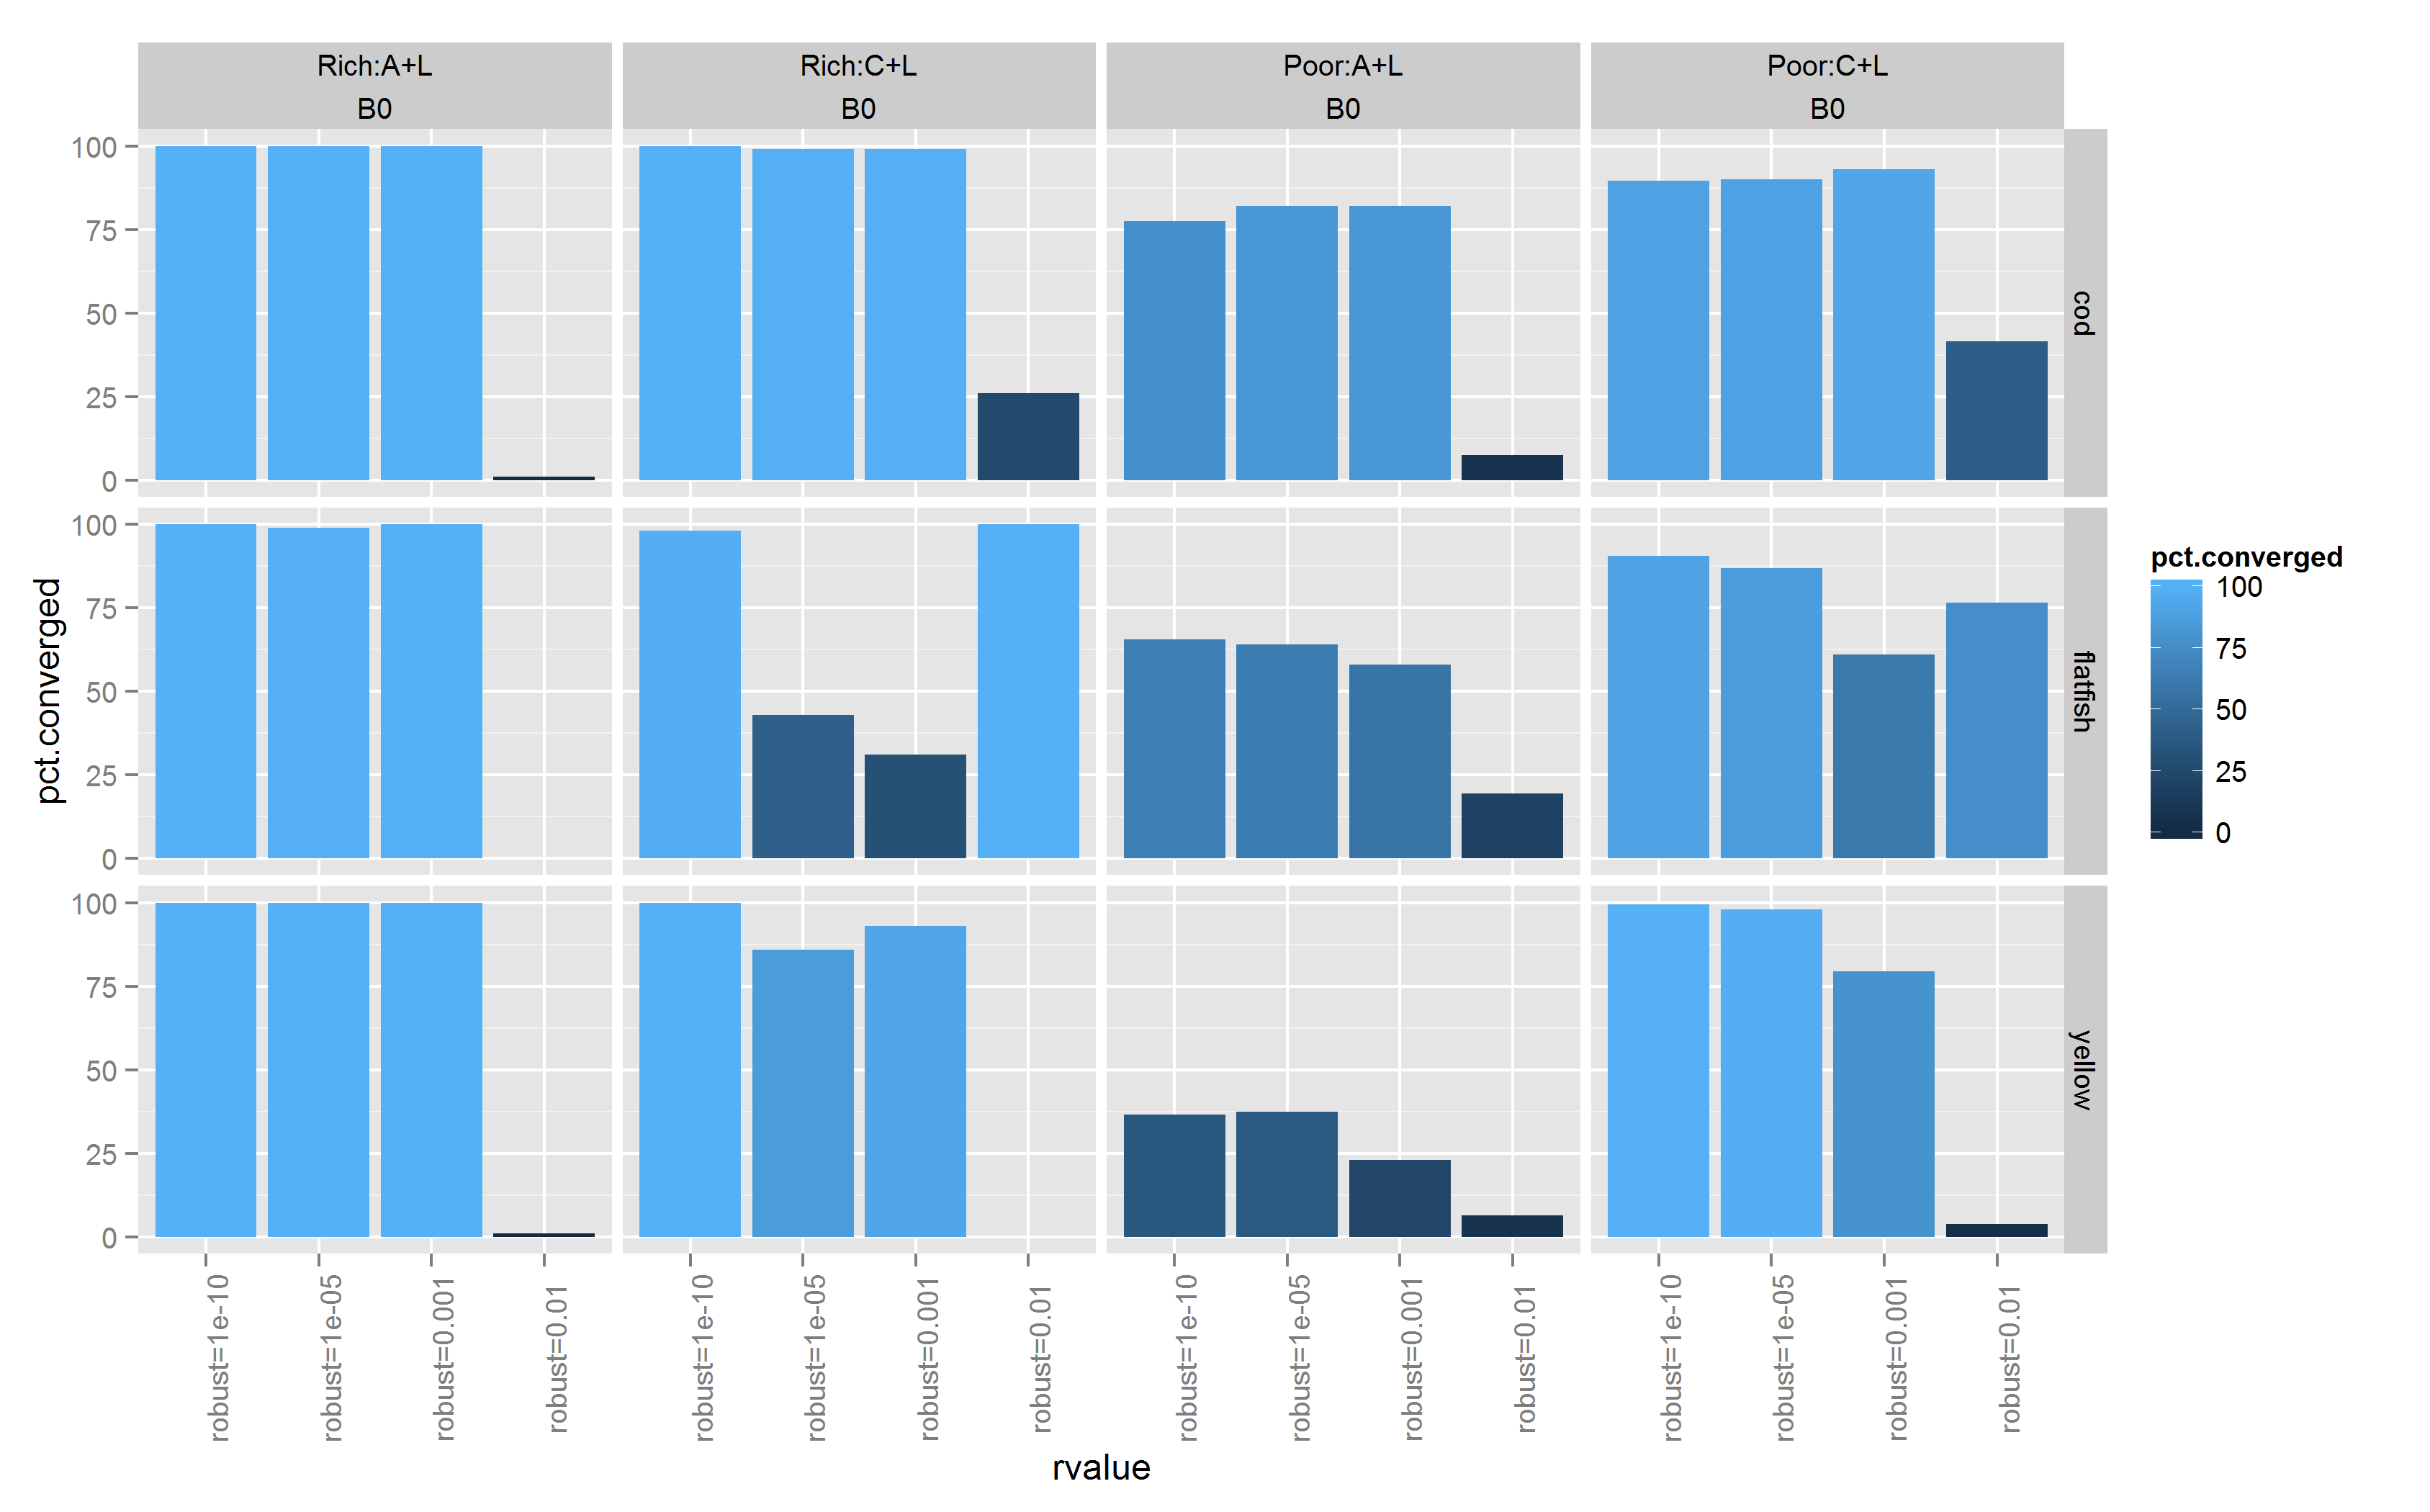 Rich:A+L
B0
Rich:C+L
B0
Poor:A+L
B0
Poor:C+L
B0
pct.converged
100
75
50
25
0
cod
100
75
50
25
0
flatfish
100
75
50
25
0
yellow
robust=1e-10
robust=1e-05
robust=0.001
robust=0.01
robust=1e-10
robust=1e-05
robust=0.001
robust=0.01
robust=1e-10
robust=1e-05
robust=0.001
robust=0.01
robust=1e-10
robust=1e-05
robust=0.001
robust=0.01
rvalue
pct.converged
100
75
50
25
0